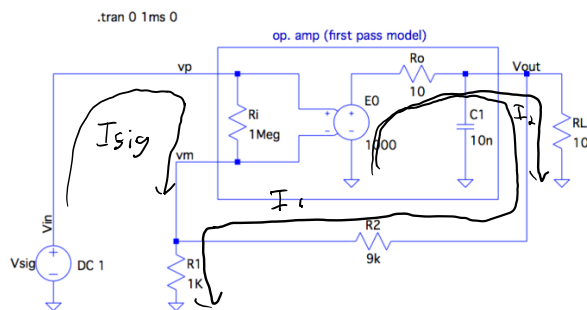 .tran 0 1ms 0
op. amp (first pass model)
vp
Ro
10
Vout
Ri
1Meg
E0
1000
C1
10n
I2
RL
10
Isig
vm
I1
Vin
R2
9k
Vsig
DC 1
R1
1K